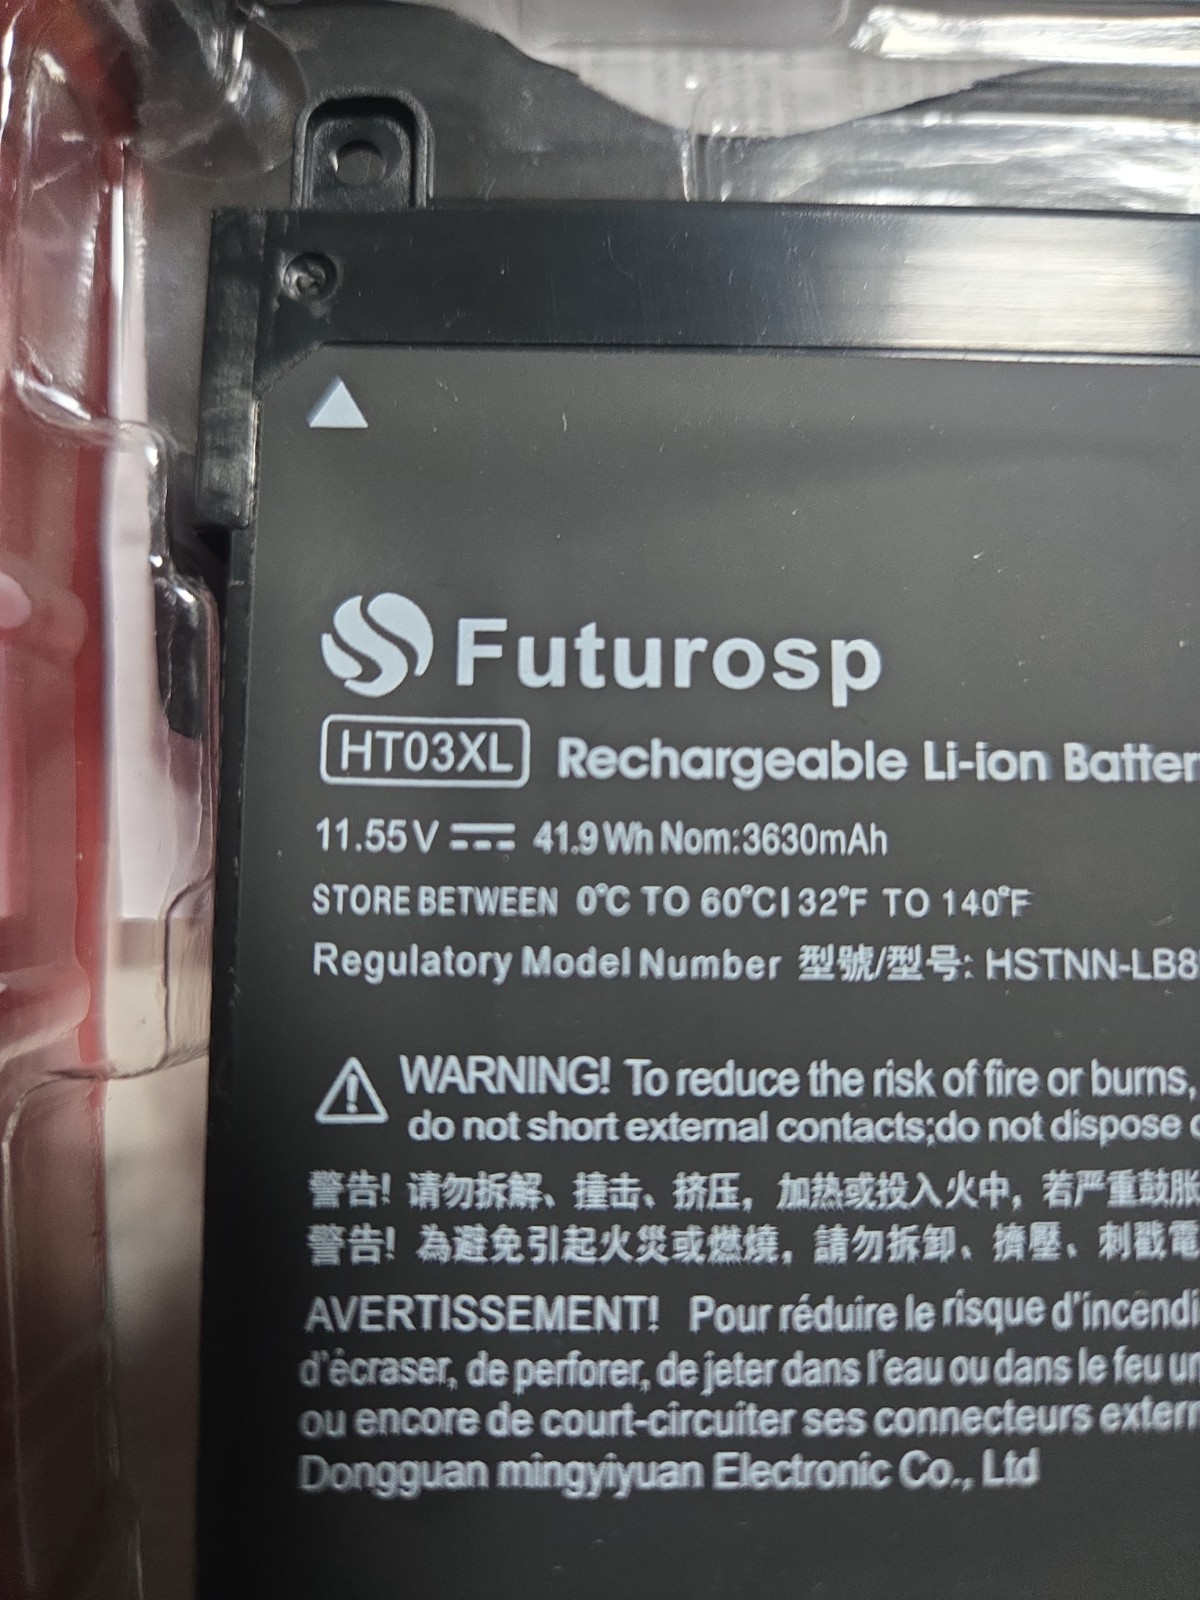 Futurosp
HT03XL Rechargeable Li-ion Batter
11.55V 41.9Wh Nom:3630mAh
STORE BETWEEN 0°C TO 60°C|32°F TO 140°F
Regulatory Model Number 型號/型号: HSTNN-LB8
WARNING! To reduce the risk of fire or burns,
do not short external contacts;do not dispose
警告! 请勿拆解、撞击、挤压，加热或投入火中，若严重鼓胀
警告! 為避免引起火災或燃燒，請勿拆卸、擠壓、刺戳電
AVERTISSEMENT! Pour réduire le risque d'incendi
d'écraser, de perforer, de jeter dans l'eau ou dans le feu un
ou encore de court-circuiter ses connecteurs extern
Dongguan mingyiyuan Electronic Co., Ltd